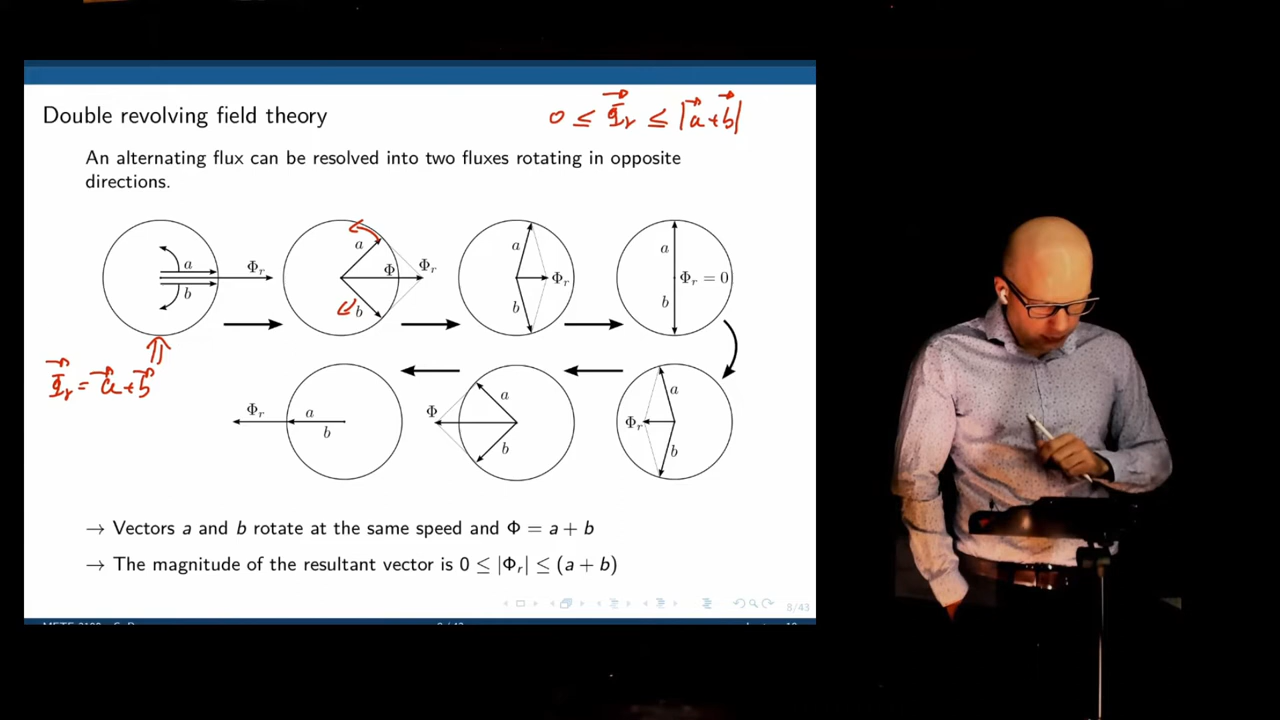 Double revolving field theory
0 ≤ Φ⃗r ≤ |a⃗+b⃗|
An alternating flux can be resolved into two fluxes rotating in opposite
directions.
a
Φr
b
a
Φ
Φr
b
a
Φr
b
a
Φr = 0
b
Φ⃗r = a⃗+b⃗
Φr
a
b
Φ
a
b
a
Φr
b
→ Vectors a and b rotate at the same speed and Φ = a + b
→ The magnitude of the resultant vector is 0 ≤ |Φr| ≤ (a + b)
8/43